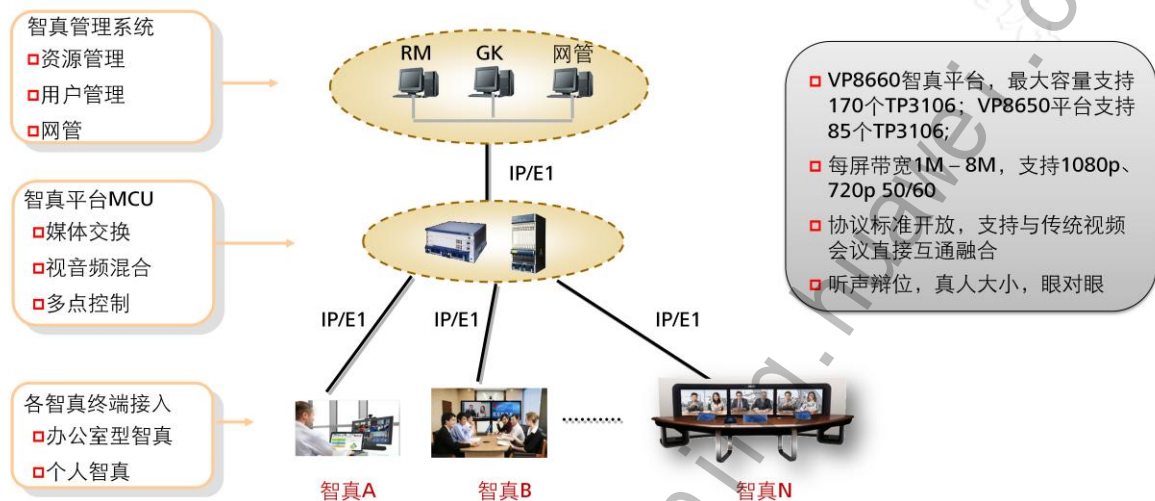 智真管理系统
资源管理
用户管理
网管
RM GK 网管
IP/E1
智真平台MCU
媒体交换
视音频混合
多点控制
IP/E1 IP/E1 IP/E1
各智真终端接入
办公室型智真
个人智真
智真A 智真B 智真N
VP8660智真平台，最大容量支持
170个TP3106；VP8650平台支持
85个TP3106;
每屏带宽1M – 8M，支持1080p、
720p 50/60
协议标准开放，支持与传统视频
会议直接互通融合
听声辩位，真人大小，眼对眼